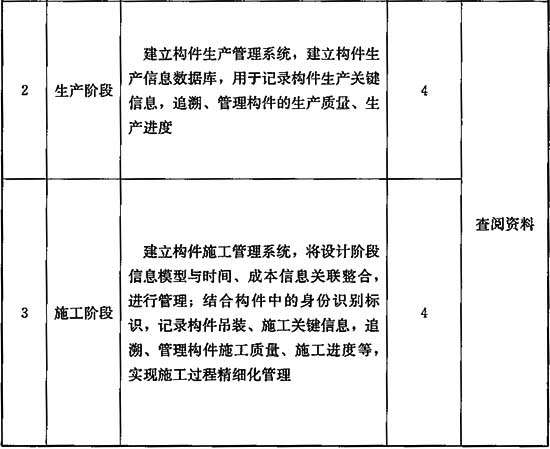 2
生产阶段
建立构件生产管理系统，建立构件生
产信息数据库，用于记录构件生产关键
信息，追溯、管理构件的生产质量、生
产进度
4
查阅资料
3
施工阶段
建立构件施工管理系统，将设计阶段
信息模型与时间、成本信息关联整合，
进行管理；结合构件中的身份识别标
识，记录构件吊装、施工关键信息，追
溯、管理构件施工质量、施工进度等，
实现施工过程精细化管理
4